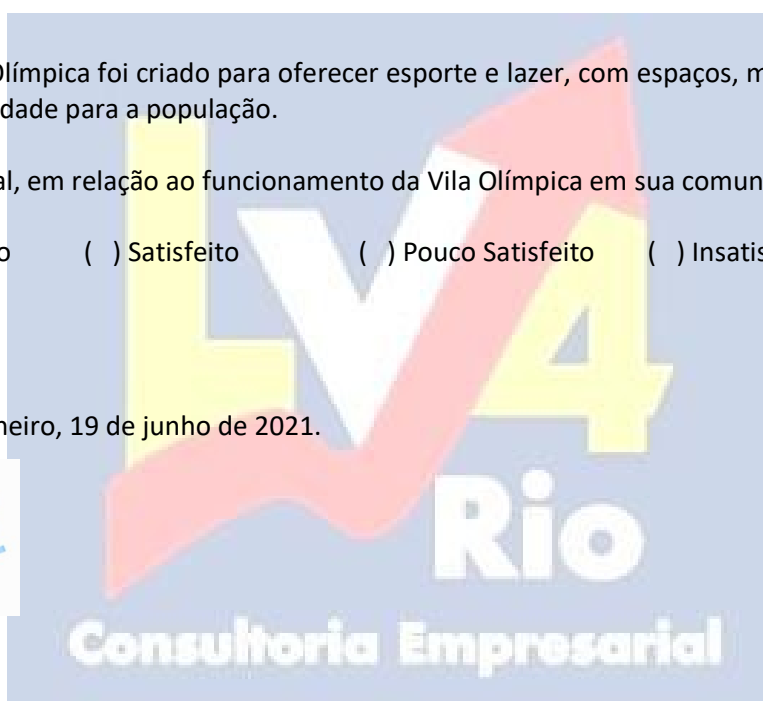 Olímpica foi criado para oferecer esporte e lazer, com espaços, m
dade para a população.
al, em relação ao funcionamento da Vila Olímpica em sua comun
o ( ) Satisfeito ( ) Pouco Satisfeito ( ) Insatis
neiro, 19 de junho de 2021.
LV4
Rio
Consultoria Empresarial